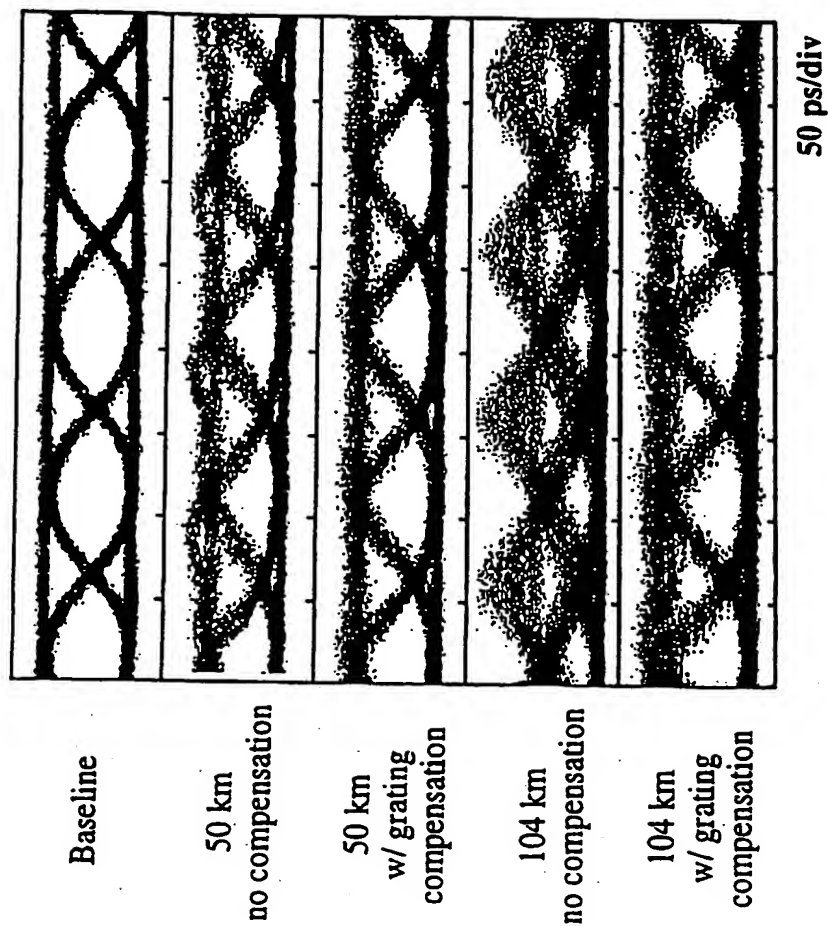 Baseline
50 km
no compensation
50 km
w/ grating
compensation
104 km
no compensation
104 km
w/ grating
compensation
50 ps/div